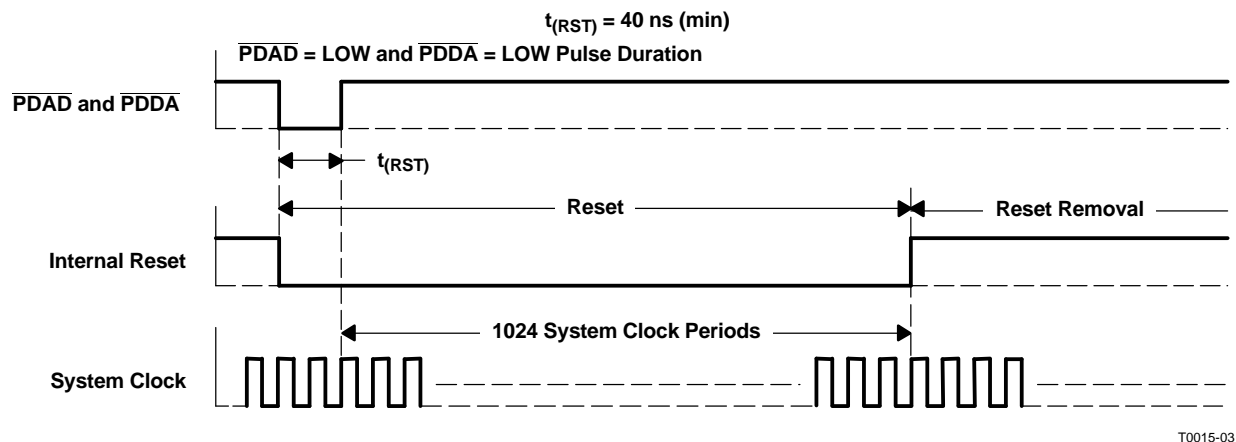 t(RST) = 40 ns (min)
PDAD = LOW and PDDA = LOW Pulse Duration
PDAD and PDDA
t(RST)
Reset
Reset Removal
Internal Reset
1024 System Clock Periods
System Clock
T0015-03